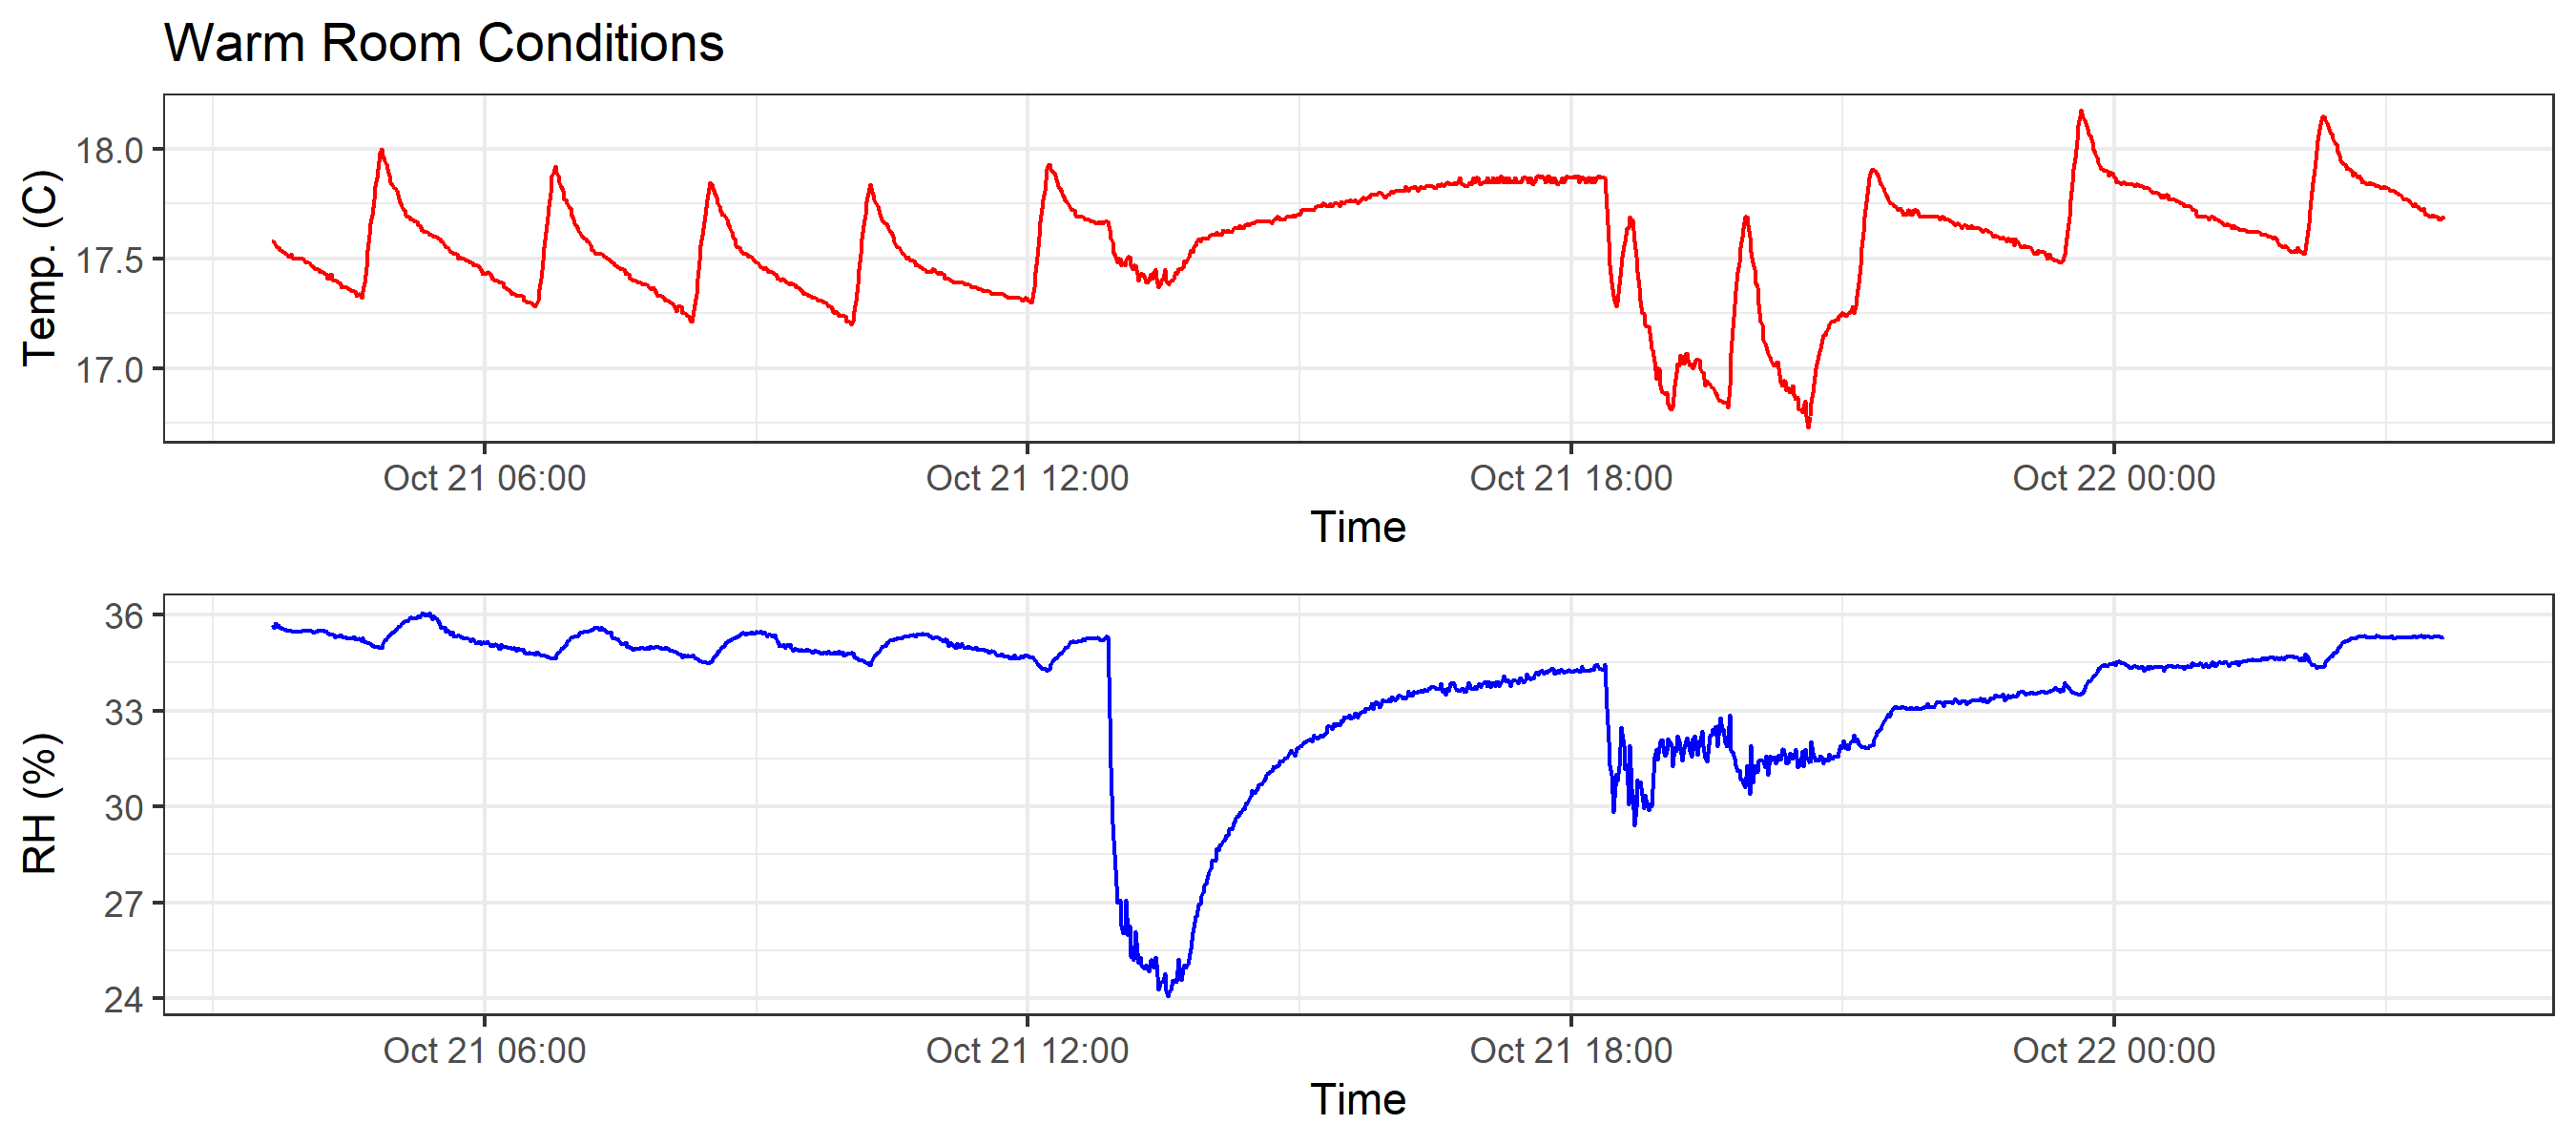 Warm Room Conditions
Temp. (C)
18.0
17.5
17.0
Oct 21 06:00 Oct 21 12:00 Oct 21 18:00 Oct 22 00:00
Time
RH (%)
36
33
30
27
24
Oct 21 06:00 Oct 21 12:00 Oct 21 18:00 Oct 22 00:00
Time